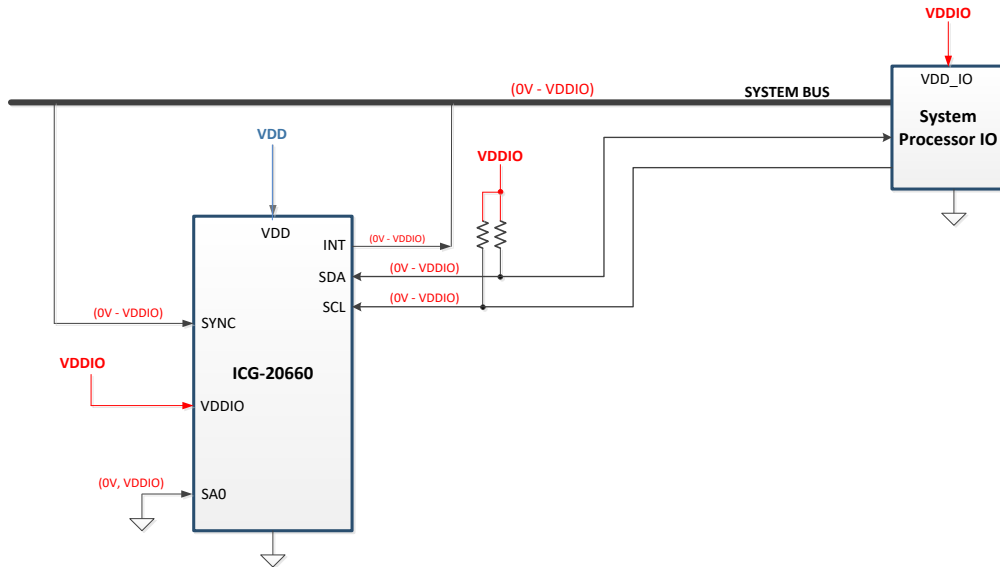 VDDIO
VDD_IO
System
Processor IO
(0V - VDDIO)
SYSTEM BUS
VDD
VDDIO
VDD
INT
(0V - VDDIO)
SDA
(0V - VDDIO)
SCL
(0V - VDDIO)
(0V - VDDIO)
SYNC
ICG-20660
VDDIO
VDDIO
(0V, VDDIO)
SA0